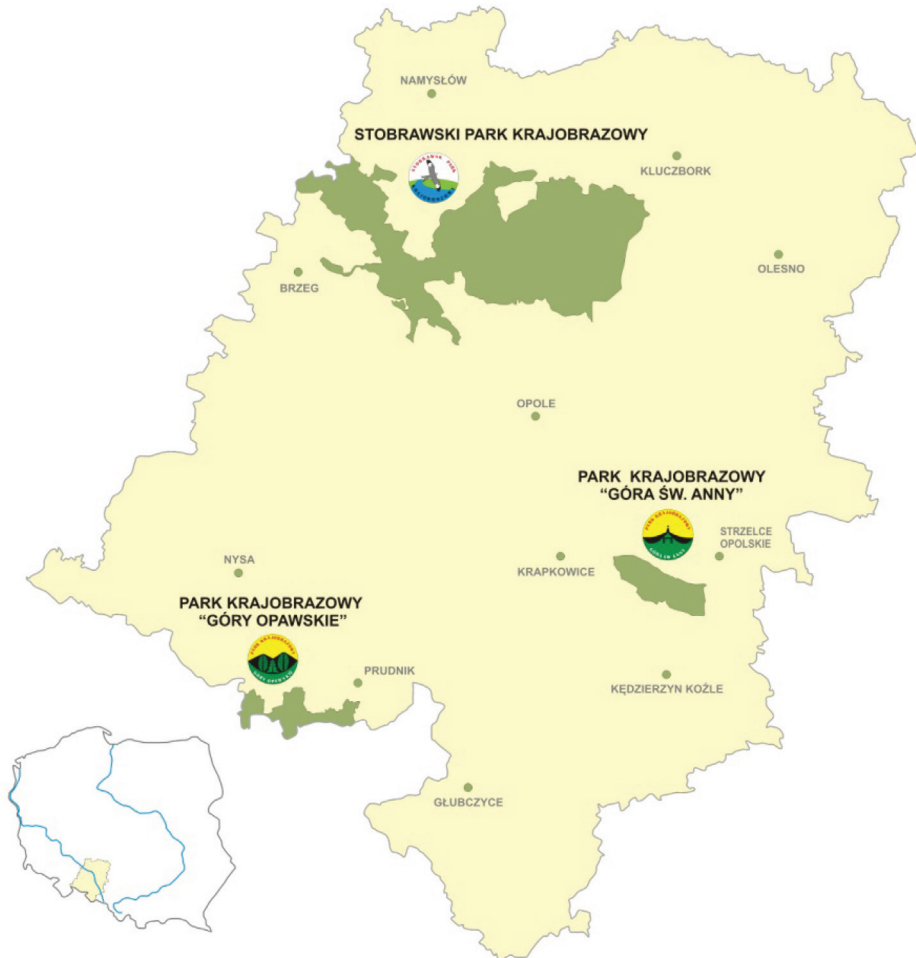 NAMYSŁÓW
STOBRAWSKI PARK KRAJOBRAZOWY
KLUCZBORK
OLESNO
BRZEG
OPOLE
PARK KRAJOBRAZOWY
“GÓRA ŚW. ANNY”
STRZELCE
OPOLSKIE
NYSA
KRAPKOWICE
PARK KRAJOBRAZOWY
“GÓRY OPAWSKIE”
PRUDNIK
KĘDZIERZYN KOŹLE
GŁUBCZYCE